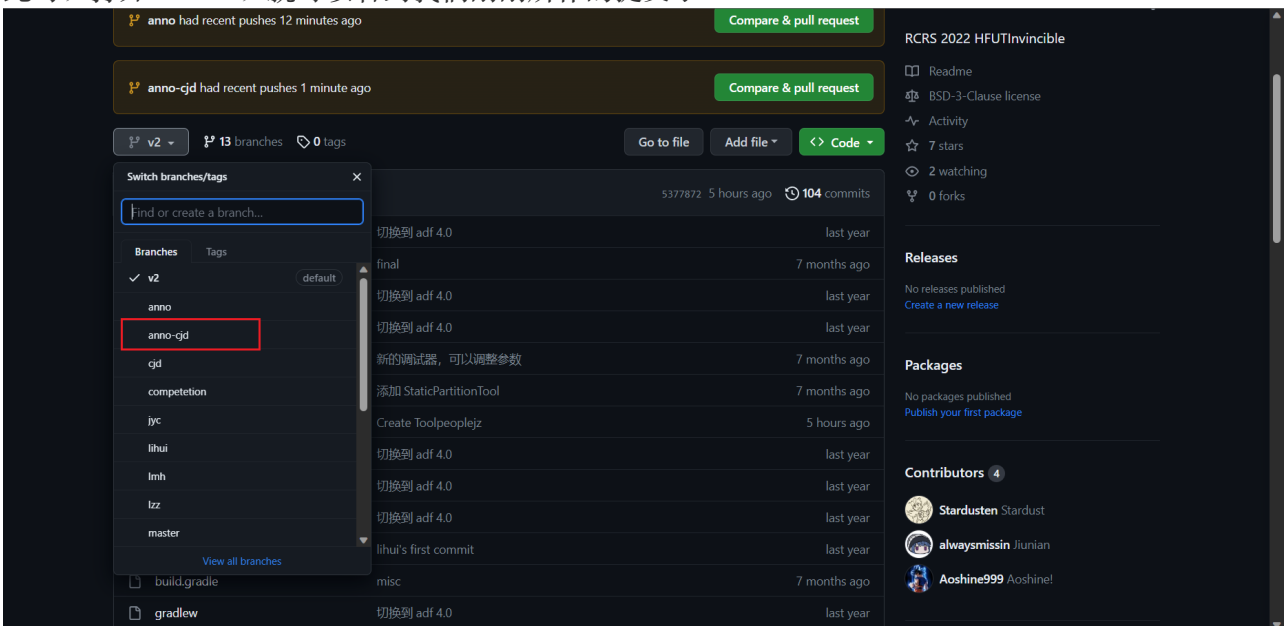 anno had recent pushes 12 minutes ago
Compare & pull request
anno-cjd had recent pushes 1 minute ago
Compare & pull request
v2
13 branches
0 tags
Go to file
Add file
<> Code
Switch branches/tags
Find or create a branch...
Branches
Tags
v2
default
anno
anno-cjd
cjd
competetion
jyc
lihui
lmh
lzz
master
View all branches
5377872 5 hours ago 104 commits
切换到 adf 4.0 last year
final 7 months ago
切换到 adf 4.0 last year
切换到 adf 4.0 last year
新的调试器，可以调整参数 7 months ago
添加 StaticPartitionTool 7 months ago
Create Toolpeoplejz 5 hours ago
切换到 adf 4.0 last year
切换到 adf 4.0 last year
切换到 adf 4.0 last year
lihui's first commit last year
build.gradle misc 7 months ago
gradlew 切换到 adf 4.0 last year
RCRS 2022 HFUTInvincible
Readme
BSD-3-Clause license
Activity
7 stars
2 watching
0 forks
Releases
No releases published
Create a new release
Packages
No packages published
Publish your first package
Contributors 4
Stardusten Stardust
alwaysmissin Jiunian
Aoshine999 Aoshine!